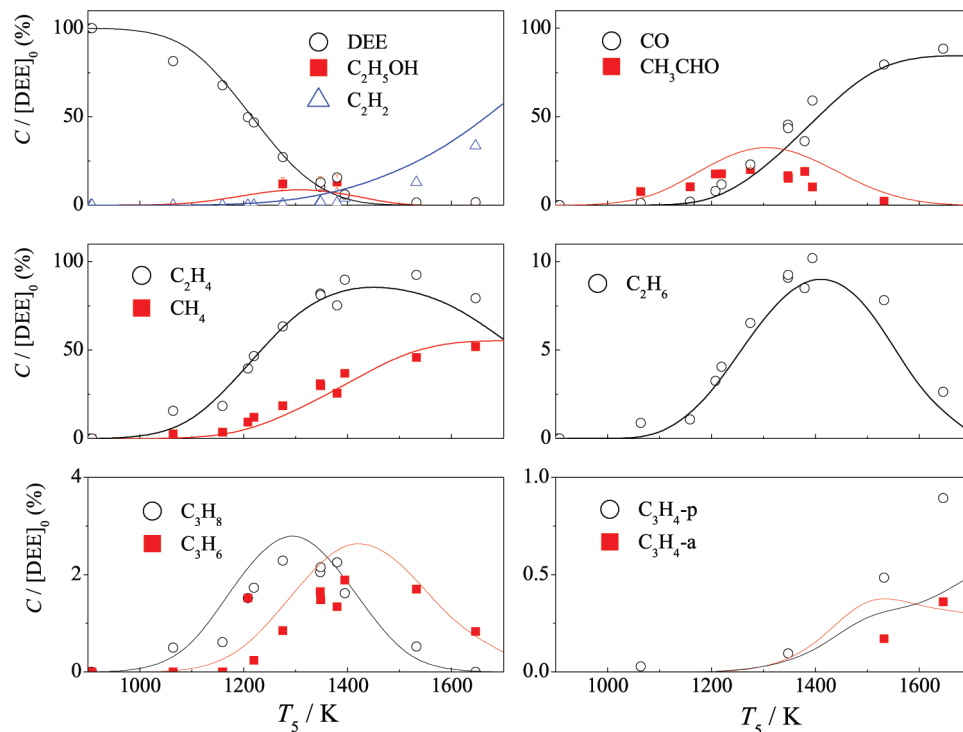 C / [DEE]₀ (%)
100
50
0
DEE
C₂H₅OH
C₂H₂
CO
CH₃CHO
100
50
0
C / [DEE]₀ (%)
100
50
0
C₂H₄
CH₄
C₂H₆
10
5
0
C / [DEE]₀ (%)
4
2
0
C₃H₈
C₃H₆
C₃H₄-p
C₃H₄-a
1.0
0.5
0.0
1000 1200 1400 1600
1000 1200 1400 1600
T₅ / K
T₅ / K